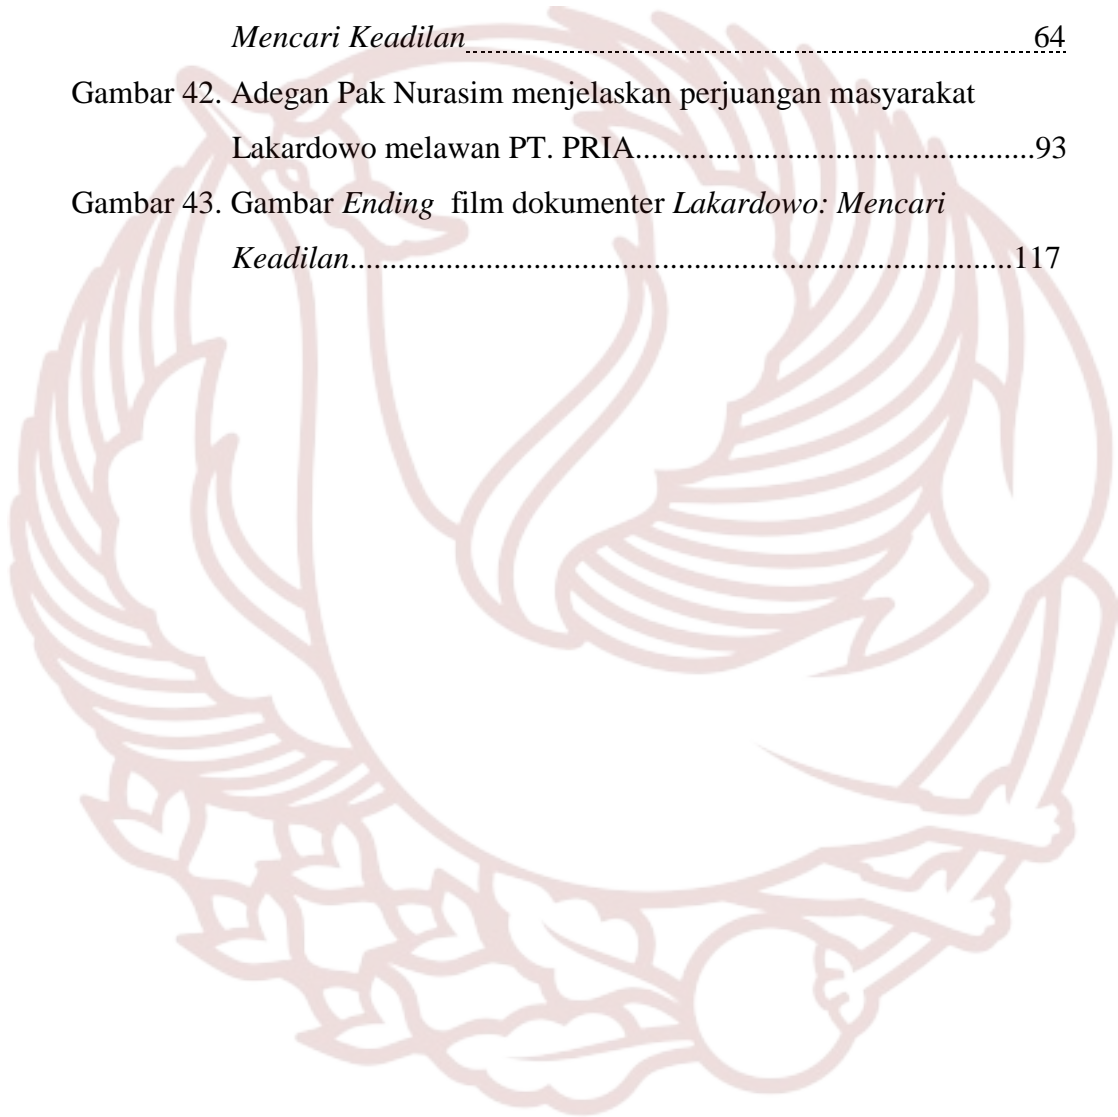 Mencari Keadilan 64
Gambar 42. Adegan Pak Nurasim menjelaskan perjuangan masyarakat
Lakardowo melawan PT. PRIA..................................................93
Gambar 43. Gambar Ending film dokumenter Lakardowo: Mencari
Keadilan...................................................................................117